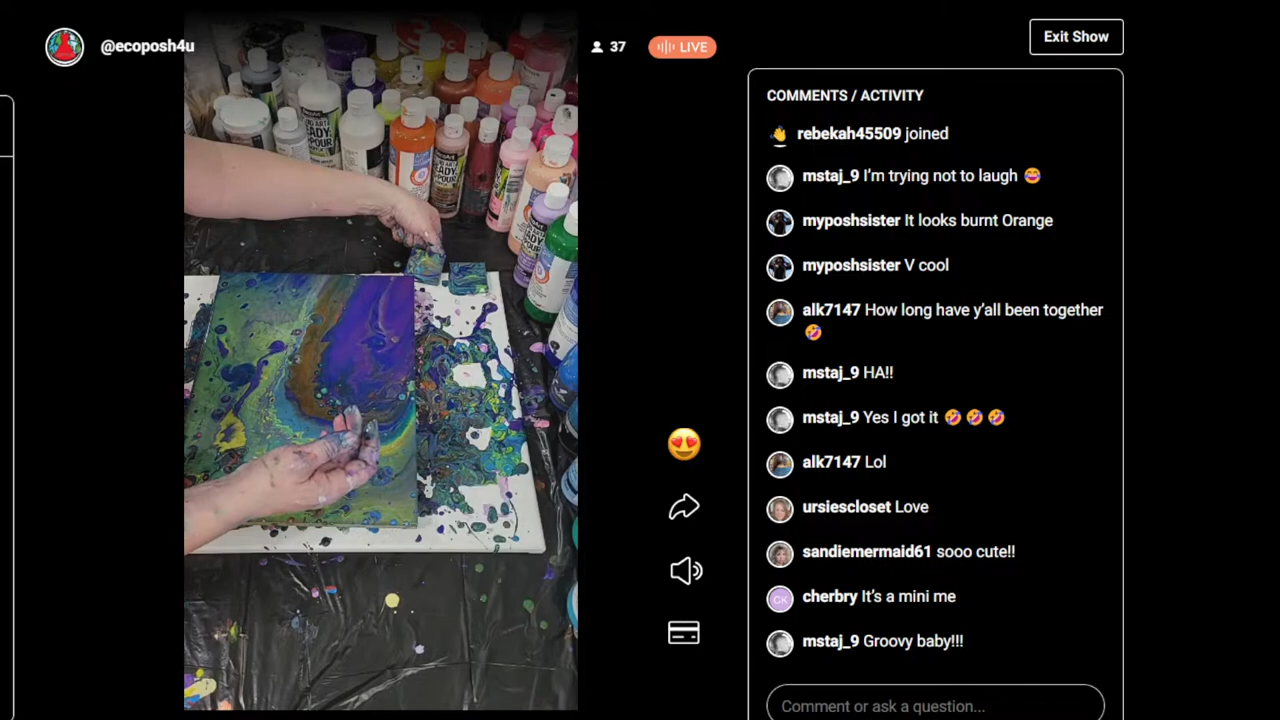 @ecoposh4u
37
LIVE
Exit Show
COMMENTS / ACTIVITY
rebekah45509 joined
mstaj_9 I'm trying not to laugh 😂
myposhsister It looks burnt Orange
myposhsister V cool
alk7147 How long have y'all been together
🤣
mstaj_9 HA!!
mstaj_9 Yes I got it 🤣 🤣 🤣
alk7147 Lol
ursiescloset Love
sandiemermaid61 sooo cute!!
CK
cherbry It's a mini me
mstaj_9 Groovy baby!!!
Comment or ask a question...